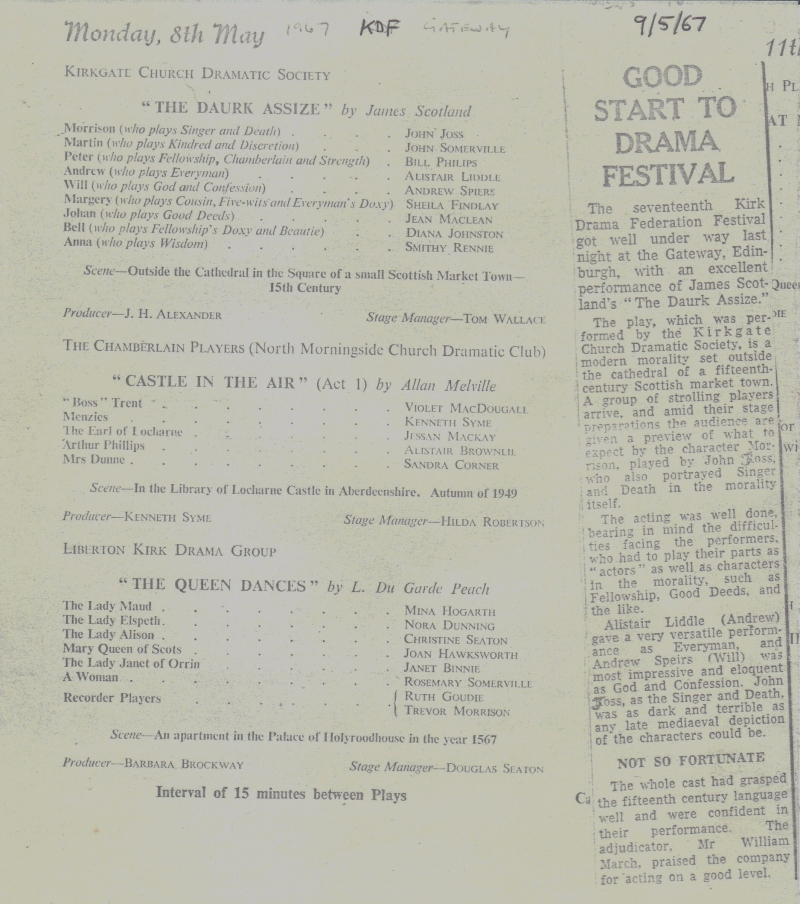 Monday, 8th May 1967 KDF GATEWAY
KIRKGATE CHURCH DRAMATIC SOCIETY
"THE DAURK ASSIZE" by James Scotland
Morrison (who plays Singer and Death) . . . . JOHN JOSS
Martin (who plays Kindred and Discretion) . . . . JOHN SOMERVILLE
Peter (who plays Fellowship, Chamberlain and Strength) . BILL PHILIPS
Andrew (who plays Everyman) . . . . . ALISTAIR LIDDLE
Will (who plays God and Confession) . . . . ANDREW SPIERS
Margery (who plays Cousin, Five-wits and Everyman's Doxy) SHEILA FINDLAY
Johan (who plays Good Deeds) . . . . . JEAN MACLEAN
Bell (who plays Fellowship's Doxy and Beautie) . . DIANA JOHNSTON
Anna (who plays Wisdom) . . . . . SMITHY RENNIE
Scene—Outside the Cathedral in the Square of a small Scottish Market Town—
15th Century
Producer—J. H. ALEXANDER Stage Manager—TOM WALLACE
THE CHAMBERLAIN PLAYERS (North Morningside Church Dramatic Club)
"CASTLE IN THE AIR" (Act 1) by Allan Melville
"Boss" Trent . . . . . . . VIOLET MACDOUGALL
Menzies . . . . . . . KENNETH SYME
The Earl of Locharne . . . . . . JESSAN MACKAY
Arthur Phillips . . . . . . . ALISTAIR BROWNLIE
Mrs Dunne . . . . . . . . SANDRA CORNER
Scene—In the Library of Locharne Castle in Aberdeenshire. Autumn of 1949
Producer—KENNETH SYME Stage Manager—HILDA ROBERTSON
LIBERTON KIRK DRAMA GROUP
"THE QUEEN DANCES" by L. Du Garde Peach
The Lady Maud . . . . . . . MINA HOGARTH
The Lady Elspeth . . . . . . . NORA DUNNING
The Lady Alison . . . . . . . CHRISTINE SEATON
Mary Queen of Scots . . . . . . JOAN HAWKSWORTH
The Lady Janet of Orrin . . . . . JANET BINNIE
A Woman . . . . . . . . ROSEMARY SOMERVILLE
Recorder Players . . . . . . { RUTH GOUDIE
TREVOR MORRISON
Scene—An apartment in the Palace of Holyroodhouse in the year 1567
Producer—BARBARA BROCKWAY Stage Manager—DOUGLAS SEATON
Interval of 15 minutes between Plays
9/5/67
GOOD
START TO
DRAMA
FESTIVAL
The seventeenth Kirk
Drama Federation Festival
got well under way last
night at the Gateway, Edin-
burgh, with an excellent
performance of James Scot-
land's "The Daurk Assize."
The play, which was per-
formed by the Kirkgate
Church Dramatic Society, is a
modern morality set outside
the cathedral of a fifteenth-
century Scottish market town.
A group of strolling players
arrive, and amid their stage
preparations the audience are
given a preview of what to
expect by the character Mor-
rison, played by John Joss,
who also portrayed Singer
and Death in the morality
itself.
The acting was well done,
bearing in mind the difficul-
ties facing the performers,
who had to play their parts as
"actors" as well as characters
in the morality, such as
Fellowship, Good Deeds, and
the like.
Alistair Liddle (Andrew)
gave a very versatile perform-
ance as Everyman, and
Andrew Speirs (Will) was
most impressive and eloquent
as God and Confession. John
Joss, as the Singer and Death,
was as dark and terrible as
any late mediaeval depiction
of the characters could be.
NOT SO FORTUNATE
The whole cast had grasped
the fifteenth century language
well and were confident in
their performance. The
adjudicator, Mr William
March, praised the company
for acting on a good level.
11th
H PL
AT
Queen